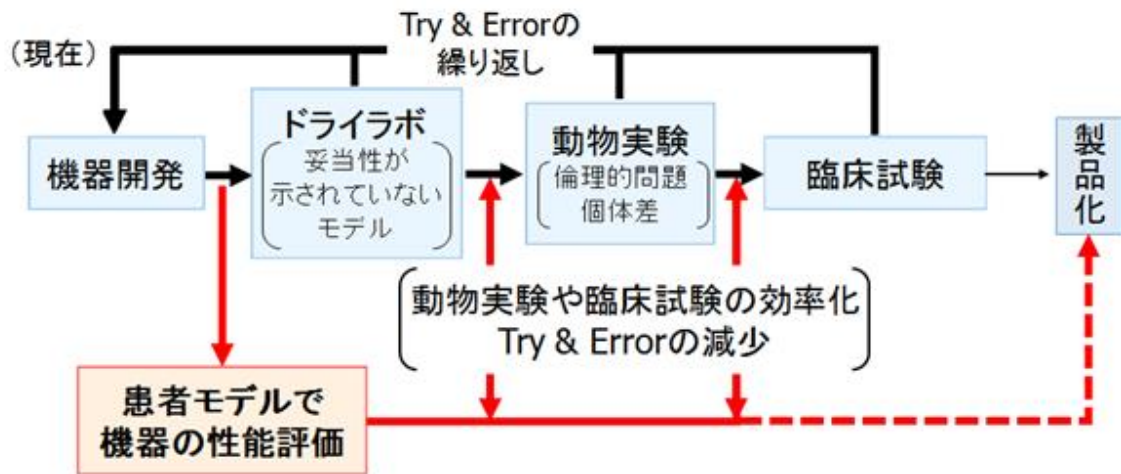 Try & Errorの
繰り返し
（現在）
機器開発
ドライラボ
妥当性が
示されていない
モデル
動物実験
倫理的問題
個体差
臨床試験
製品化
動物実験や臨床試験の効率化
Try & Errorの減少
患者モデルで
機器の性能評価